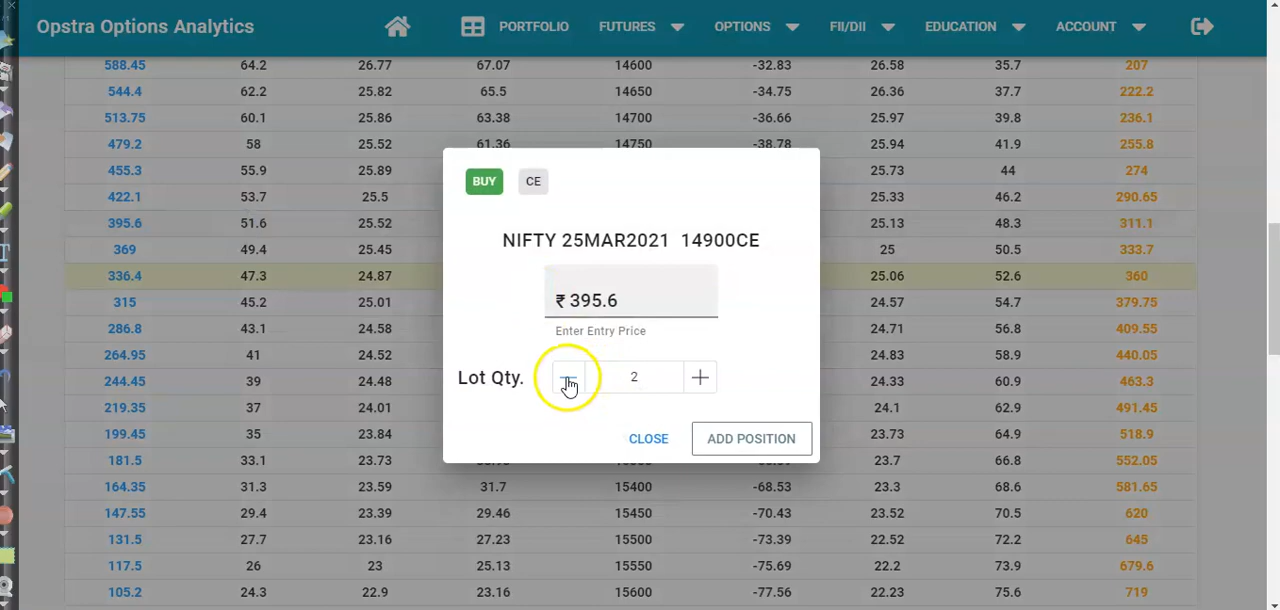 Opstra Options Analytics PORTFOLIO FUTURES OPTIONS FII/DII EDUCATION ACCOUNT
588.45 64.2 26.77 67.07 14600 -32.83 26.58 35.7 207
544.4 62.2 25.82 65.5 14650 -34.75 26.36 37.7 222.2
513.75 60.1 25.86 63.38 14700 -36.66 25.97 39.8 236.1
479.2 58 25.52 61.36 14750 -38.78 25.94 41.9 255.8
455.3 55.9 25.89 25.73 44 274
422.1 53.7 25.5 25.33 46.2 290.65
395.6 51.6 25.52 25.13 48.3 311.1
369 49.4 25.45 25 50.5 333.7
336.4 47.3 24.87 25.06 52.6 360
315 45.2 25.01 24.57 54.7 379.75
286.8 43.1 24.58 24.71 56.8 409.55
264.95 41 24.52 24.83 58.9 440.05
244.45 39 24.48 24.33 60.9 463.3
219.35 37 24.01 24.1 62.9 491.45
199.45 35 23.84 23.73 64.9 518.9
181.5 33.1 23.73 23.7 66.8 552.05
164.35 31.3 23.59 31.7 15400 -68.53 23.3 68.6 581.65
147.55 29.4 23.39 29.46 15450 -70.43 23.52 70.5 620
131.5 27.7 23.16 27.23 15500 -73.39 22.52 72.2 645
117.5 26 23 25.13 15550 -75.69 22.2 73.9 679.6
105.2 24.3 22.9 23.16 15600 -77.56 22.23 75.6 719
BUY CE
NIFTY 25MAR2021 14900CE
₹ 395.6
Enter Entry Price
Lot Qty. 2 +
CLOSE ADD POSITION